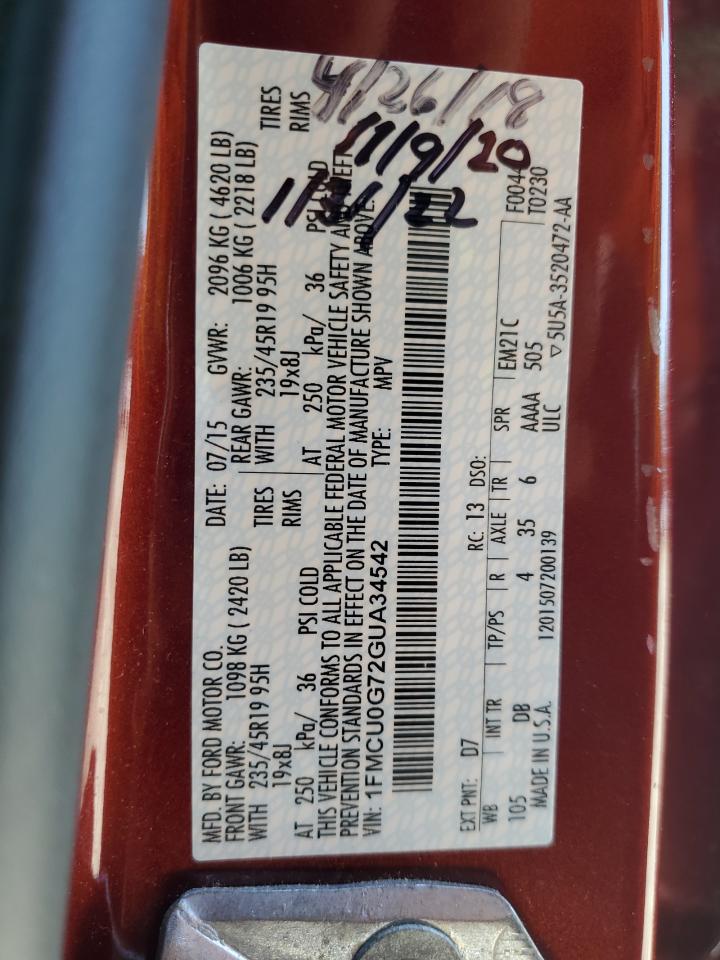 4/26/18
11/9/20
MFD. BY FORD MOTOR CO. DATE: 07/15 GVWR: 2096 KG ( 4620 LB)
FRONT GAWR: 1098 KG ( 2420 LB) REAR GAWR: 1006 KG ( 2218 LB)
WITH 235/45R19 95H TIRES WITH 235/45R19 95H TIRES
19x8J RIMS 19x8J RIMS
AT 250 kPa/ 36 PSI COLD AT 250 kPa/ 36 PSI COLD
THIS VEHICLE CONFORMS TO ALL APPLICABLE FEDERAL MOTOR VEHICLE SAFETY AND THEFT
PREVENTION STANDARDS IN EFFECT ON THE DATE OF MANUFACTURE SHOWN ABOVE.
VIN: 1FMCU0G72GUA34542 TYPE: MPV
F0044
T0230
EXT PNT: D7 RC: 13 DSO:
WB INT TR TP/PS R AXLE TR SPR EM21C
105 DB 4 35 6 AAAA 505
ULC
MADE IN U.S.A. 1201507200139 ▽5U5A-3520472-AA